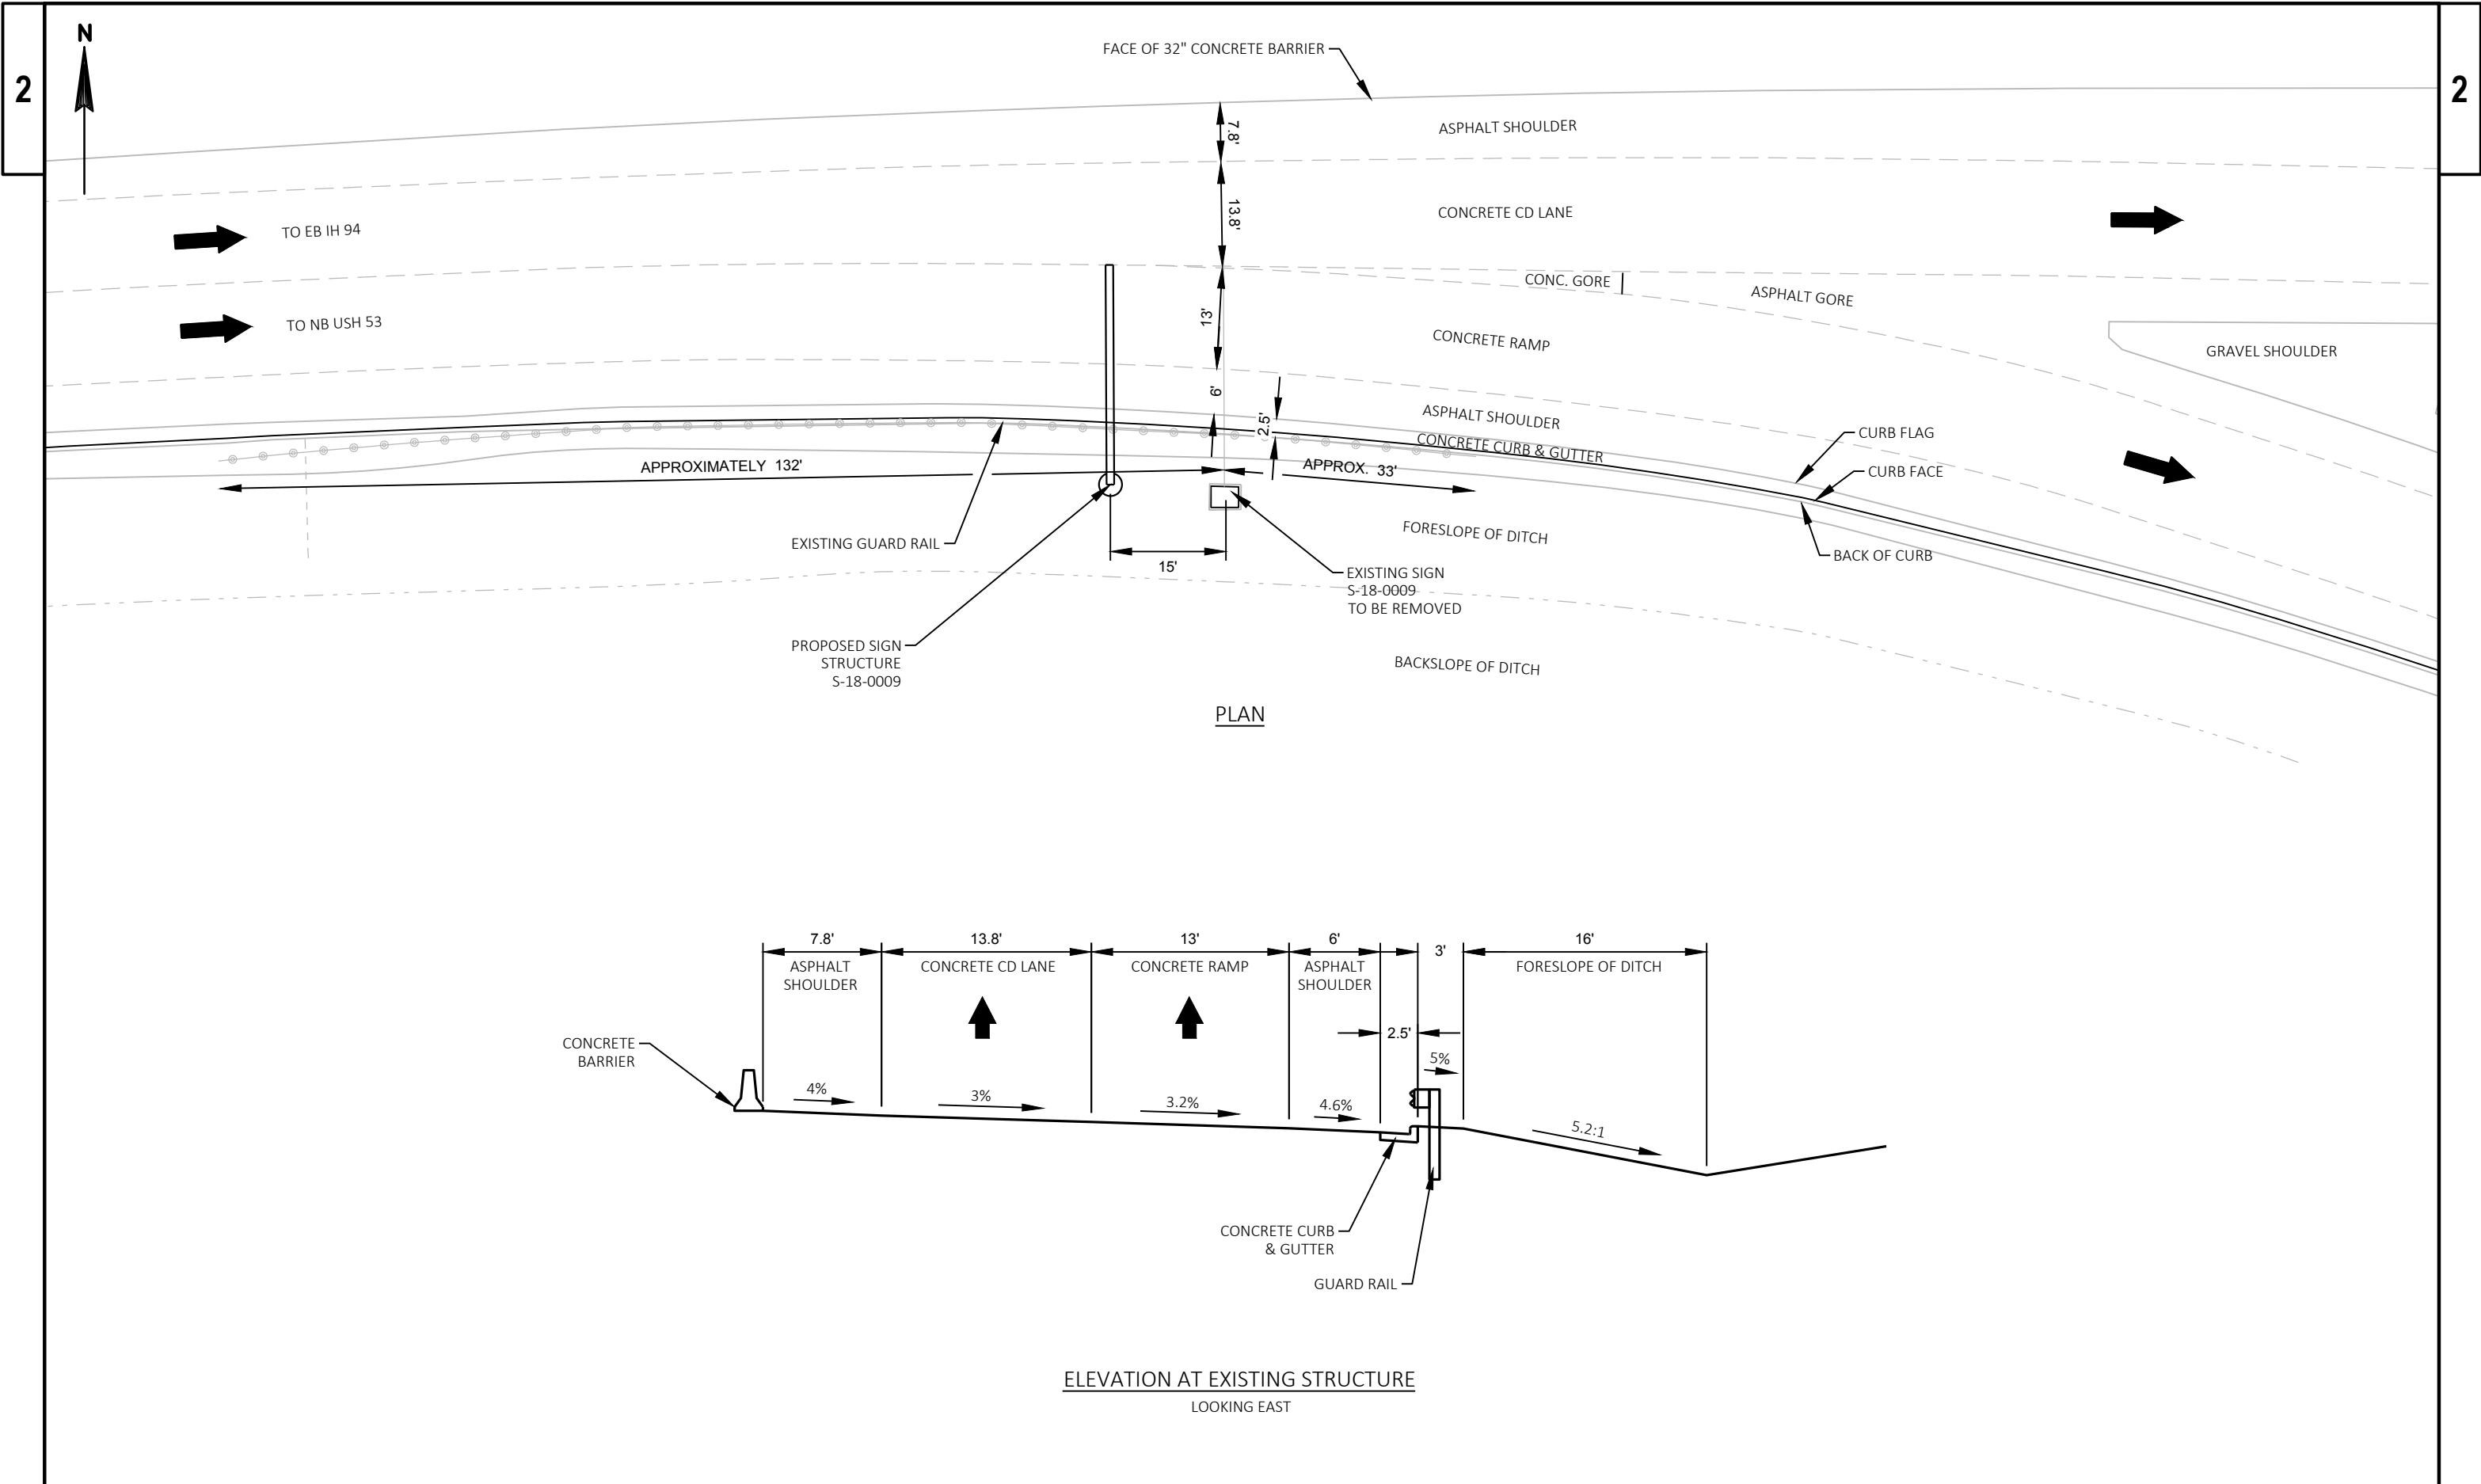 2
N
2
FACE OF 32" CONCRETE BARRIER
7.8'
ASPHALT SHOULDER
13.8'
CONCRETE CD LANE
TO EB IH 94
CONC. GORE
ASPHALT GORE
13'
TO NB USH 53
CONCRETE RAMP
GRAVEL SHOULDER
6'
2.5'
ASPHALT SHOULDER
CONCRETE CURB & GUTTER
CURB FLAG
CURB FACE
APPROXIMATELY 132'
APPROX. 33'
EXISTING GUARD RAIL
FORESLOPE OF DITCH
BACK OF CURB
15'
EXISTING SIGN
S-18-0009
TO BE REMOVED
PROPOSED SIGN
STRUCTURE
S-18-0009
BACKSLOPE OF DITCH
PLAN
7.8'
13.8'
13'
6'
3'
16'
ASPHALT
SHOULDER
CONCRETE CD LANE
CONCRETE RAMP
ASPHALT
SHOULDER
FORESLOPE OF DITCH
2.5'
CONCRETE
BARRIER
5%
4%
3%
3.2%
4.6%
5.2:1
CONCRETE CURB
& GUTTER
GUARD RAIL
ELEVATION AT EXISTING STRUCTURE
LOOKING EAST